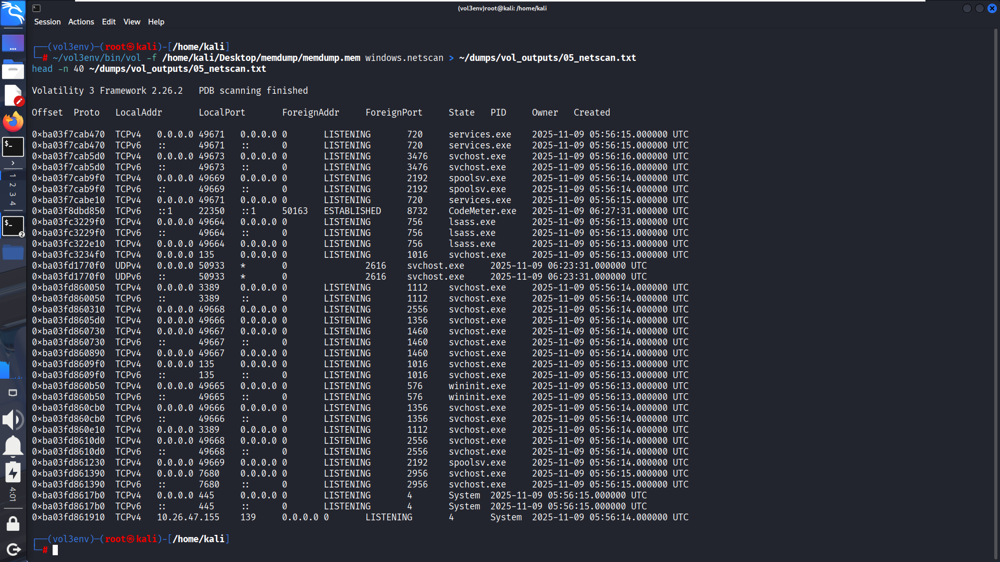 (vol3env)root@kali: /home/kali
Session Actions Edit View Help
┌──(vol3env)─(root㉿kali)-[/home/kali]
└─# ~/vol3env/bin/vol -f /home/kali/Desktop/memdump/memdump.mem windows.netscan > ~/dumps/vol_outputs/05_netscan.txt
head -n 40 ~/dumps/vol_outputs/05_netscan.txt
Volatility 3 Framework 2.26.2 PDB scanning finished
Offset Proto LocalAddr LocalPort ForeignAddr ForeignPort State PID Owner Created
0xba03f7cab470 TCPv4 0.0.0.0 49671 0.0.0.0 0 LISTENING 720 services.exe 2025-11-09 05:56:15.000000 UTC
0xba03f7cab470 TCPv6 :: 49671 :: 0 LISTENING 720 services.exe 2025-11-09 05:56:15.000000 UTC
0xba03f7cab5d0 TCPv4 0.0.0.0 49673 0.0.0.0 0 LISTENING 3476 svchost.exe 2025-11-09 05:56:16.000000 UTC
0xba03f7cab5d0 TCPv6 :: 49673 :: 0 LISTENING 3476 svchost.exe 2025-11-09 05:56:16.000000 UTC
0xba03f7cab9f0 TCPv4 0.0.0.0 49669 0.0.0.0 0 LISTENING 2192 spoolsv.exe 2025-11-09 05:56:14.000000 UTC
0xba03f7cab9f0 TCPv6 :: 49669 :: 0 LISTENING 2192 spoolsv.exe 2025-11-09 05:56:14.000000 UTC
0xba03f7cabe10 TCPv4 0.0.0.0 49671 0.0.0.0 0 LISTENING 720 services.exe 2025-11-09 05:56:15.000000 UTC
0xba03f8dbd850 TCPv6 ::1 22350 ::1 50163 ESTABLISHED 8732 CodeMeter.exe 2025-11-09 06:27:31.000000 UTC
0xba03fc3229f0 TCPv4 0.0.0.0 49664 0.0.0.0 0 LISTENING 756 lsass.exe 2025-11-09 05:56:13.000000 UTC
0xba03fc3229f0 TCPv6 :: 49664 :: 0 LISTENING 756 lsass.exe 2025-11-09 05:56:13.000000 UTC
0xba03fc322e10 TCPv4 0.0.0.0 49664 0.0.0.0 0 LISTENING 756 lsass.exe 2025-11-09 05:56:13.000000 UTC
0xba03fc3234f0 TCPv4 0.0.0.0 135 0.0.0.0 0 LISTENING 1016 svchost.exe 2025-11-09 05:56:13.000000 UTC
0xba03fd1770f0 UDPv4 0.0.0.0 50933 * 0 2616 svchost.exe 2025-11-09 06:23:31.000000 UTC
0xba03fd1770f0 UDPv6 :: 50933 * 0 2616 svchost.exe 2025-11-09 06:23:31.000000 UTC
0xba03fd860050 TCPv4 0.0.0.0 3389 0.0.0.0 0 LISTENING 1112 svchost.exe 2025-11-09 05:56:14.000000 UTC
0xba03fd860050 TCPv6 :: 3389 :: 0 LISTENING 1112 svchost.exe 2025-11-09 05:56:14.000000 UTC
0xba03fd860310 TCPv4 0.0.0.0 49668 0.0.0.0 0 LISTENING 2556 svchost.exe 2025-11-09 05:56:14.000000 UTC
0xba03fd8605d0 TCPv4 0.0.0.0 49666 0.0.0.0 0 LISTENING 1356 svchost.exe 2025-11-09 05:56:14.000000 UTC
0xba03fd860730 TCPv4 0.0.0.0 49667 0.0.0.0 0 LISTENING 1460 svchost.exe 2025-11-09 05:56:14.000000 UTC
0xba03fd860730 TCPv6 :: 49667 :: 0 LISTENING 1460 svchost.exe 2025-11-09 05:56:14.000000 UTC
0xba03fd860890 TCPv4 0.0.0.0 49667 0.0.0.0 0 LISTENING 1460 svchost.exe 2025-11-09 05:56:14.000000 UTC
0xba03fd8609f0 TCPv4 0.0.0.0 135 0.0.0.0 0 LISTENING 1016 svchost.exe 2025-11-09 05:56:13.000000 UTC
0xba03fd8609f0 TCPv6 :: 135 :: 0 LISTENING 1016 svchost.exe 2025-11-09 05:56:13.000000 UTC
0xba03fd860b50 TCPv4 0.0.0.0 49665 0.0.0.0 0 LISTENING 576 wininit.exe 2025-11-09 05:56:13.000000 UTC
0xba03fd860b50 TCPv6 :: 49665 :: 0 LISTENING 576 wininit.exe 2025-11-09 05:56:13.000000 UTC
0xba03fd860cb0 TCPv4 0.0.0.0 49666 0.0.0.0 0 LISTENING 1356 svchost.exe 2025-11-09 05:56:14.000000 UTC
0xba03fd860cb0 TCPv6 :: 49666 :: 0 LISTENING 1356 svchost.exe 2025-11-09 05:56:14.000000 UTC
0xba03fd860e10 TCPv4 0.0.0.0 3389 0.0.0.0 0 LISTENING 1112 svchost.exe 2025-11-09 05:56:14.000000 UTC
0xba03fd8610d0 TCPv4 0.0.0.0 49668 0.0.0.0 0 LISTENING 2556 svchost.exe 2025-11-09 05:56:14.000000 UTC
0xba03fd8610d0 TCPv6 :: 49668 :: 0 LISTENING 2556 svchost.exe 2025-11-09 05:56:14.000000 UTC
0xba03fd861230 TCPv4 0.0.0.0 49669 0.0.0.0 0 LISTENING 2192 spoolsv.exe 2025-11-09 05:56:14.000000 UTC
0xba03fd861390 TCPv4 0.0.0.0 7680 0.0.0.0 0 LISTENING 2956 svchost.exe 2025-11-09 05:56:15.000000 UTC
0xba03fd861390 TCPv6 :: 7680 :: 0 LISTENING 2956 svchost.exe 2025-11-09 05:56:15.000000 UTC
0xba03fd8617b0 TCPv4 0.0.0.0 445 0.0.0.0 0 LISTENING 4 System 2025-11-09 05:56:15.000000 UTC
0xba03fd8617b0 TCPv6 :: 445 :: 0 LISTENING 4 System 2025-11-09 05:56:15.000000 UTC
0xba03fd861910 TCPv4 10.26.47.155 139 0.0.0.0 0 LISTENING 4 System 2025-11-09 05:56:14.000000 UTC
┌──(vol3env)─(root㉿kali)-[/home/kali]
└─#
$_
1
2
3
4
$_
2
4:01